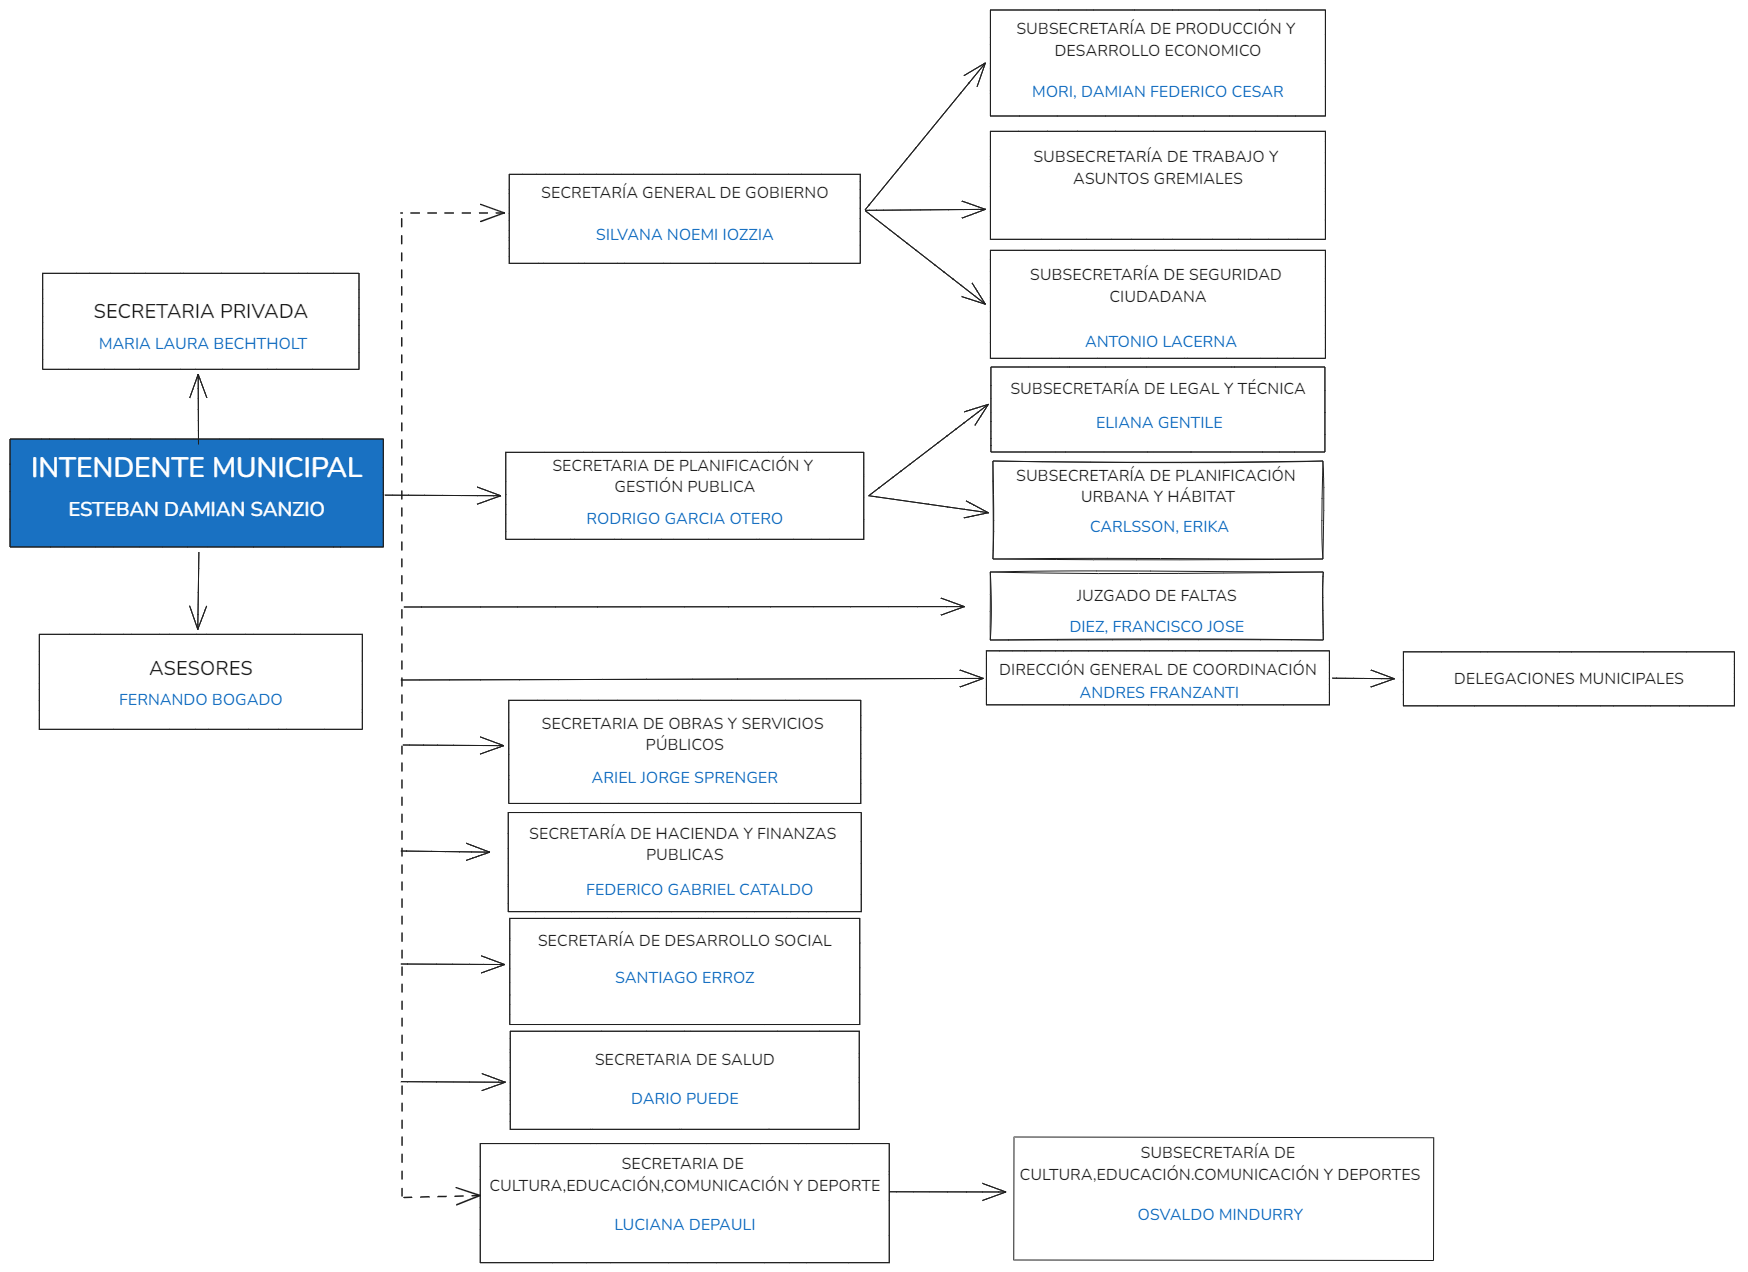 SUBSECRETARÍA DE PRODUCCIÓN Y
DESARROLLO ECONOMICO
MORI, DAMIAN FEDERICO CESAR
SUBSECRETARÍA DE TRABAJO Y
ASUNTOS GREMIALES
SECRETARÍA GENERAL DE GOBIERNO
SILVANA NOEMI IOZZIA
SUBSECRETARÍA DE SEGURIDAD
CIUDADANA
ANTONIO LACERNA
SECRETARIA PRIVADA
MARIA LAURA BECHTHOLT
SUBSECRETARÍA DE LEGAL Y TÉCNICA
ELIANA GENTILE
INTENDENTE MUNICIPAL
ESTEBAN DAMIAN SANZIO
SECRETARIA DE PLANIFICACIÓN Y
GESTIÓN PUBLICA
RODRIGO GARCIA OTERO
SUBSECRETARÍA DE PLANIFICACIÓN
URBANA Y HÁBITAT
CARLSSON, ERIKA
JUZGADO DE FALTAS
DIEZ, FRANCISCO JOSE
ASESORES
FERNANDO BOGADO
DIRECCIÓN GENERAL DE COORDINACIÓN
ANDRES FRANZANTI
DELEGACIONES MUNICIPALES
SECRETARIA DE OBRAS Y SERVICIOS
PÚBLICOS
ARIEL JORGE SPRENGER
SECRETARÍA DE HACIENDA Y FINANZAS
PUBLICAS
FEDERICO GABRIEL CATALDO
SECRETARÍA DE DESARROLLO SOCIAL
SANTIAGO ERROZ
SECRETARIA DE SALUD
DARIO PUEDE
SECRETARIA DE
CULTURA,EDUCACIÓN,COMUNICACIÓN Y DEPORTE
LUCIANA DEPAULI
SUBSECRETARÍA DE
CULTURA,EDUCACIÓN.COMUNICACIÓN Y DEPORTES
OSVALDO MINDURRY